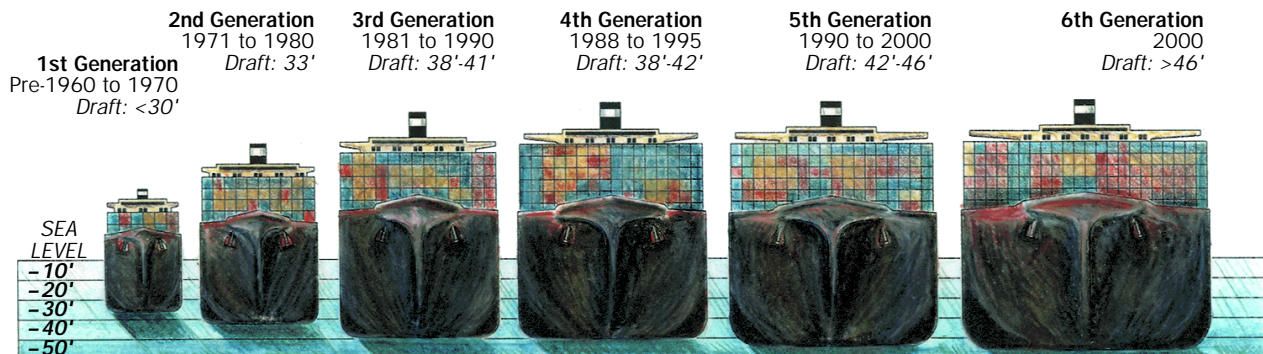 1st Generation
Pre-1960 to 1970
Draft: <30'
2nd Generation
1971 to 1980
Draft: 33'
3rd Generation
1981 to 1990
Draft: 38'-41'
4th Generation
1988 to 1995
Draft: 38'-42'
5th Generation
1990 to 2000
Draft: 42'-46'
6th Generation
2000
Draft: >46'
SEA
LEVEL
–10'
–20'
–30'
–40'
–50'